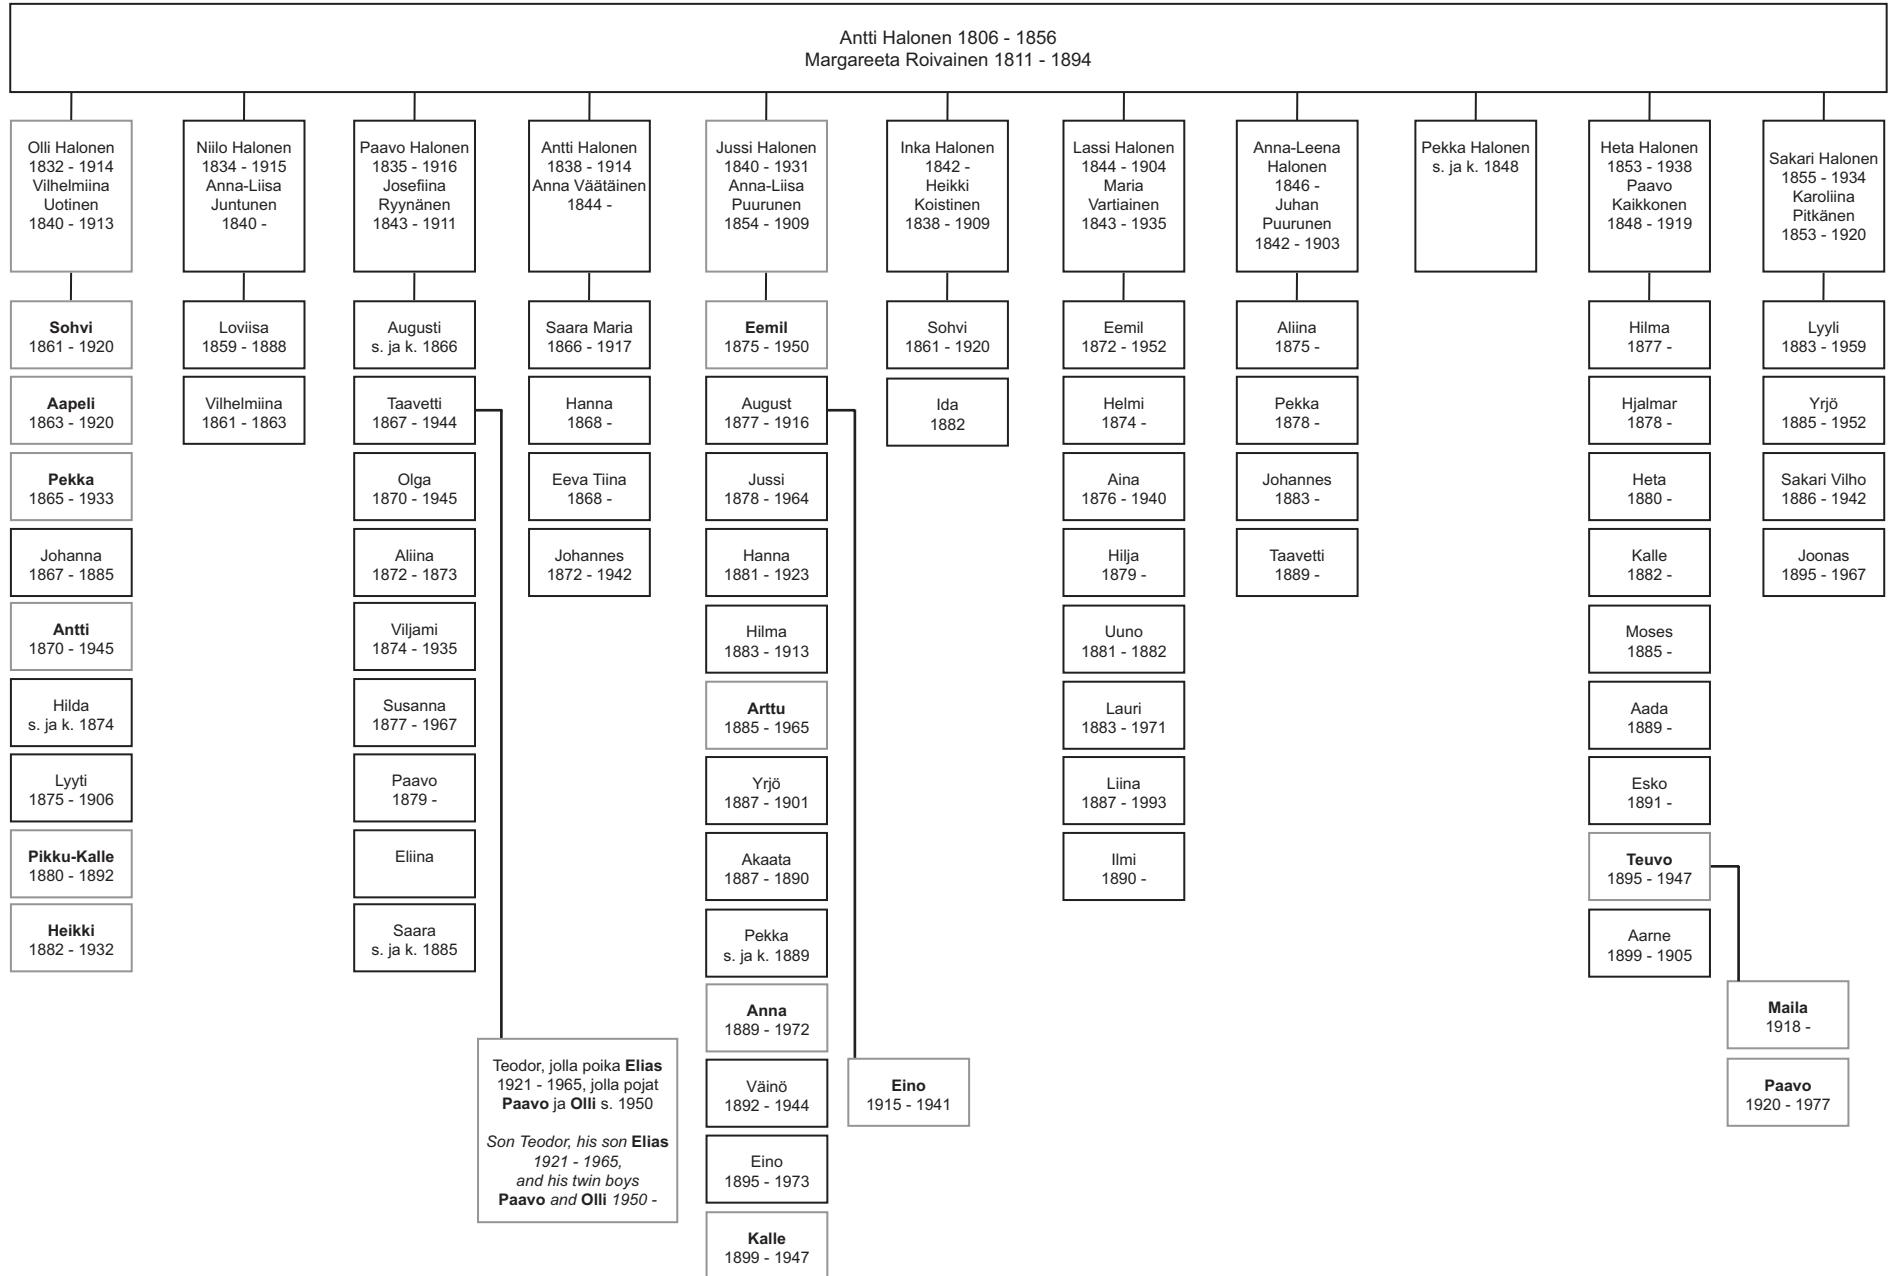 Antti Halonen 1806 - 1856
Margareeta Roivainen 1811 - 1894
Olli Halonen
1832 - 1914
Vilhelmiina
Uotinen
1840 - 1913
Niilo Halonen
1834 - 1915
Anna-Liisa
Juntunen
1840 -
Paavo Halonen
1835 - 1916
Josefiina
Ryynänen
1843 - 1911
Antti Halonen
1838 - 1914
Anna Väätäinen
1844 -
Jussi Halonen
1840 - 1931
Anna-Liisa
Puurunen
1854 - 1909
Inka Halonen
1842 -
Heikki
Koistinen
1838 - 1909
Lassi Halonen
1844 - 1904
Maria
Vartiainen
1843 - 1935
Anna-Leena
Halonen
1846 -
Juhan
Puurunen
1842 - 1903
Pekka Halonen
s. ja k. 1848
Heta Halonen
1853 - 1938
Paavo
Kaikkonen
1848 - 1919
Sakari Halonen
1855 - 1934
Karoliina
Pitkänen
1853 - 1920
Sohvi
1861 - 1920
Aapeli
1863 - 1920
Pekka
1865 - 1933
Johanna
1867 - 1885
Antti
1870 - 1945
Hilda
s. ja k. 1874
Lyyti
1875 - 1906
Pikku-Kalle
1880 - 1892
Heikki
1882 - 1932
Loviisa
1859 - 1888
Vilhelmiina
1861 - 1863
Augusti
s. ja k. 1866
Taavetti
1867 - 1944
Olga
1870 - 1945
Aliina
1872 - 1873
Viljami
1874 - 1935
Susanna
1877 - 1967
Paavo
1879 -
Eliina
Saara
s. ja k. 1885
Teodor, jolla poika Elias
1921 - 1965, jolla pojat
Paavo ja Olli s. 1950
Son Teodor, his son Elias
1921 - 1965,
and his twin boys
Paavo and Olli 1950 -
Saara Maria
1866 - 1917
Hanna
1868 -
Eeva Tiina
1868 -
Johannes
1872 - 1942
Eemil
1875 - 1950
August
1877 - 1916
Jussi
1878 - 1964
Hanna
1881 - 1923
Hilma
1883 - 1913
Arttu
1885 - 1965
Yrjö
1887 - 1901
Akaata
1887 - 1890
Pekka
s. ja k. 1889
Anna
1889 - 1972
Väinö
1892 - 1944
Eino
1895 - 1973
Kalle
1899 - 1947
Eino
1915 - 1941
Sohvi
1861 - 1920
Ida
1882
Eemil
1872 - 1952
Helmi
1874 -
Aina
1876 - 1940
Hilja
1879 -
Uuno
1881 - 1882
Lauri
1883 - 1971
Liina
1887 - 1993
Ilmi
1890 -
Aliina
1875 -
Pekka
1878 -
Johannes
1883 -
Taavetti
1889 -
Hilma
1877 -
Hjalmar
1878 -
Heta
1880 -
Kalle
1882 -
Moses
1885 -
Aada
1889 -
Esko
1891 -
Teuvo
1895 - 1947
Aarne
1899 - 1905
Maila
1918 -
Paavo
1920 - 1977
Lyyli
1883 - 1959
Yrjö
1885 - 1952
Sakari Vilho
1886 - 1942
Joonas
1895 - 1967